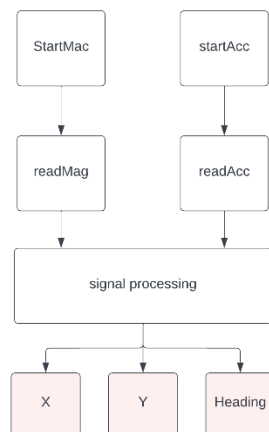 StartMac
startAcc
readMag
readAcc
signal processing
X
Y
Heading